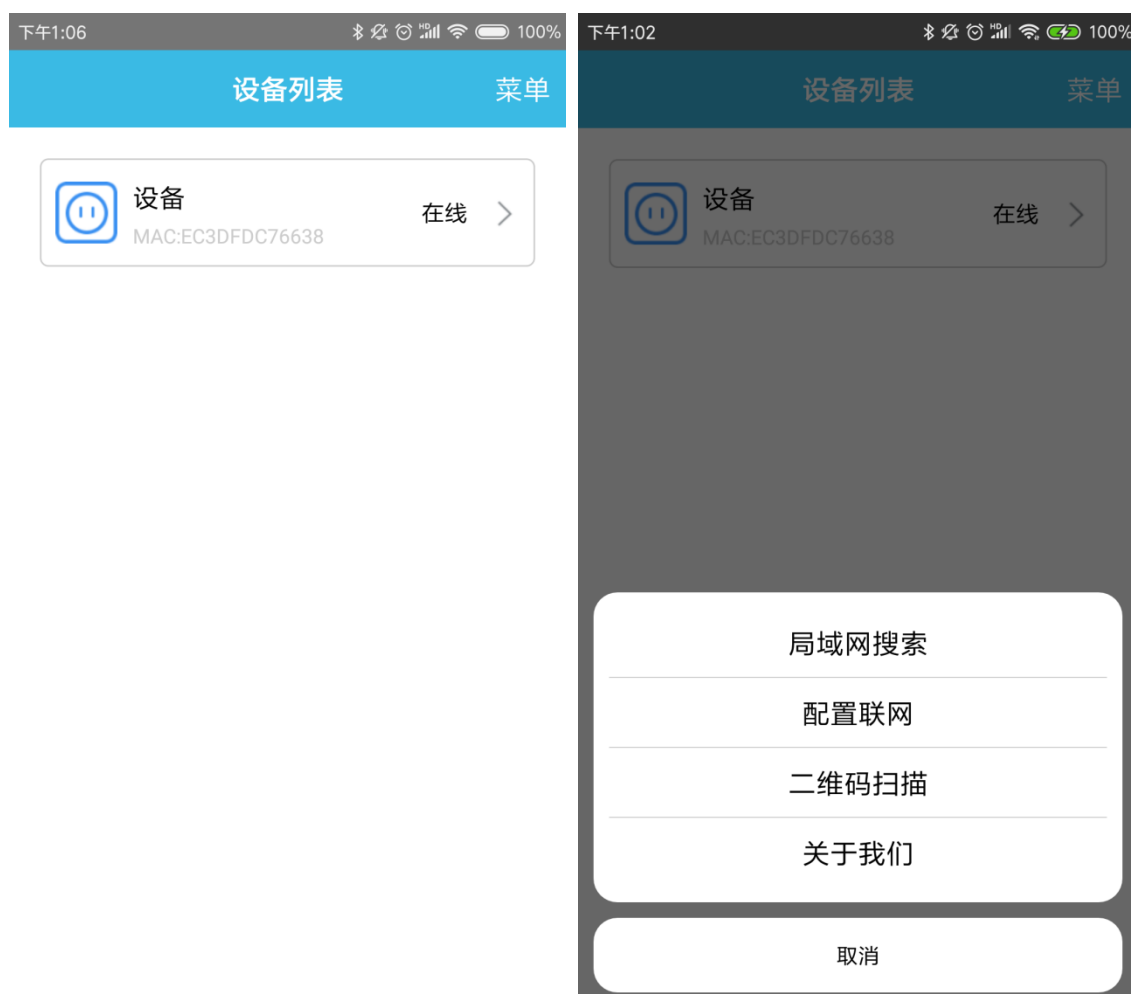 下午1:06
HD
100%
设备列表
菜单
设备
MAC:EC3DFDC76638
在线
下午1:02
HD
100%
设备列表
菜单
设备
MAC:EC3DFDC76638
在线
局域网搜索
配置联网
二维码扫描
关于我们
取消